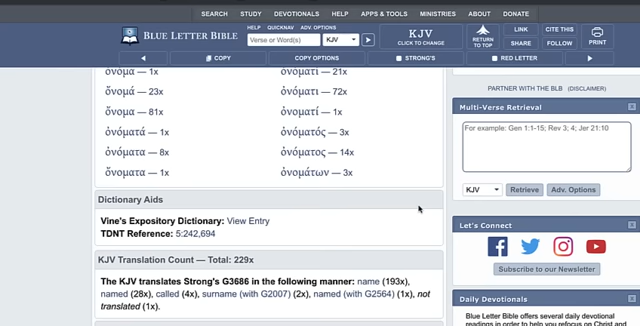 SEARCH STUDY DEVOTIONALS HELP APPS & TOOLS MINISTRIES ABOUT DONATE
BLUE LETTER BIBLE
HELP QUICKNAV ADV. OPTIONS
Verse or Word(s) KJV
KJV
CLICK TO CHANGE
RETURN
TO TOP
LINK CITE THIS
SHARE FOLLOW
PRINT
COPY COPY OPTIONS STRONG'S RED LETTER
ὄνομα — 1x ὀνόματι — 21x
ὄνομά — 23x ὀνόματι — 72x
ὄνομα — 81x ὀνοματί — 1x
ὀνόματά — 1x ὀνόματός — 3x
ὀνόματα — 8x ὀνόματος — 14x
ὄνοματα — 1x ὀνομάτων — 3x
Dictionary Aids
Vine's Expository Dictionary: View Entry
TDNT Reference: 5:242,694
KJV Translation Count — Total: 229x
The KJV translates Strong's G3686 in the following manner: name (193x),
named (28x), called (4x), surname (with G2007) (2x), named (with G2564) (1x), not
translated (1x).
PARTNER WITH THE BLB (DISCLAIMER)
Multi-Verse Retrieval
For example: Gen 1:1-15; Rev 3; 4; Jer 21:10
KJV Retrieve Adv. Options
Let's Connect
Subscribe to our Newsletter
Daily Devotionals
Blue Letter Bible offers several daily devotional
readings in order to help you refocus on Christ and